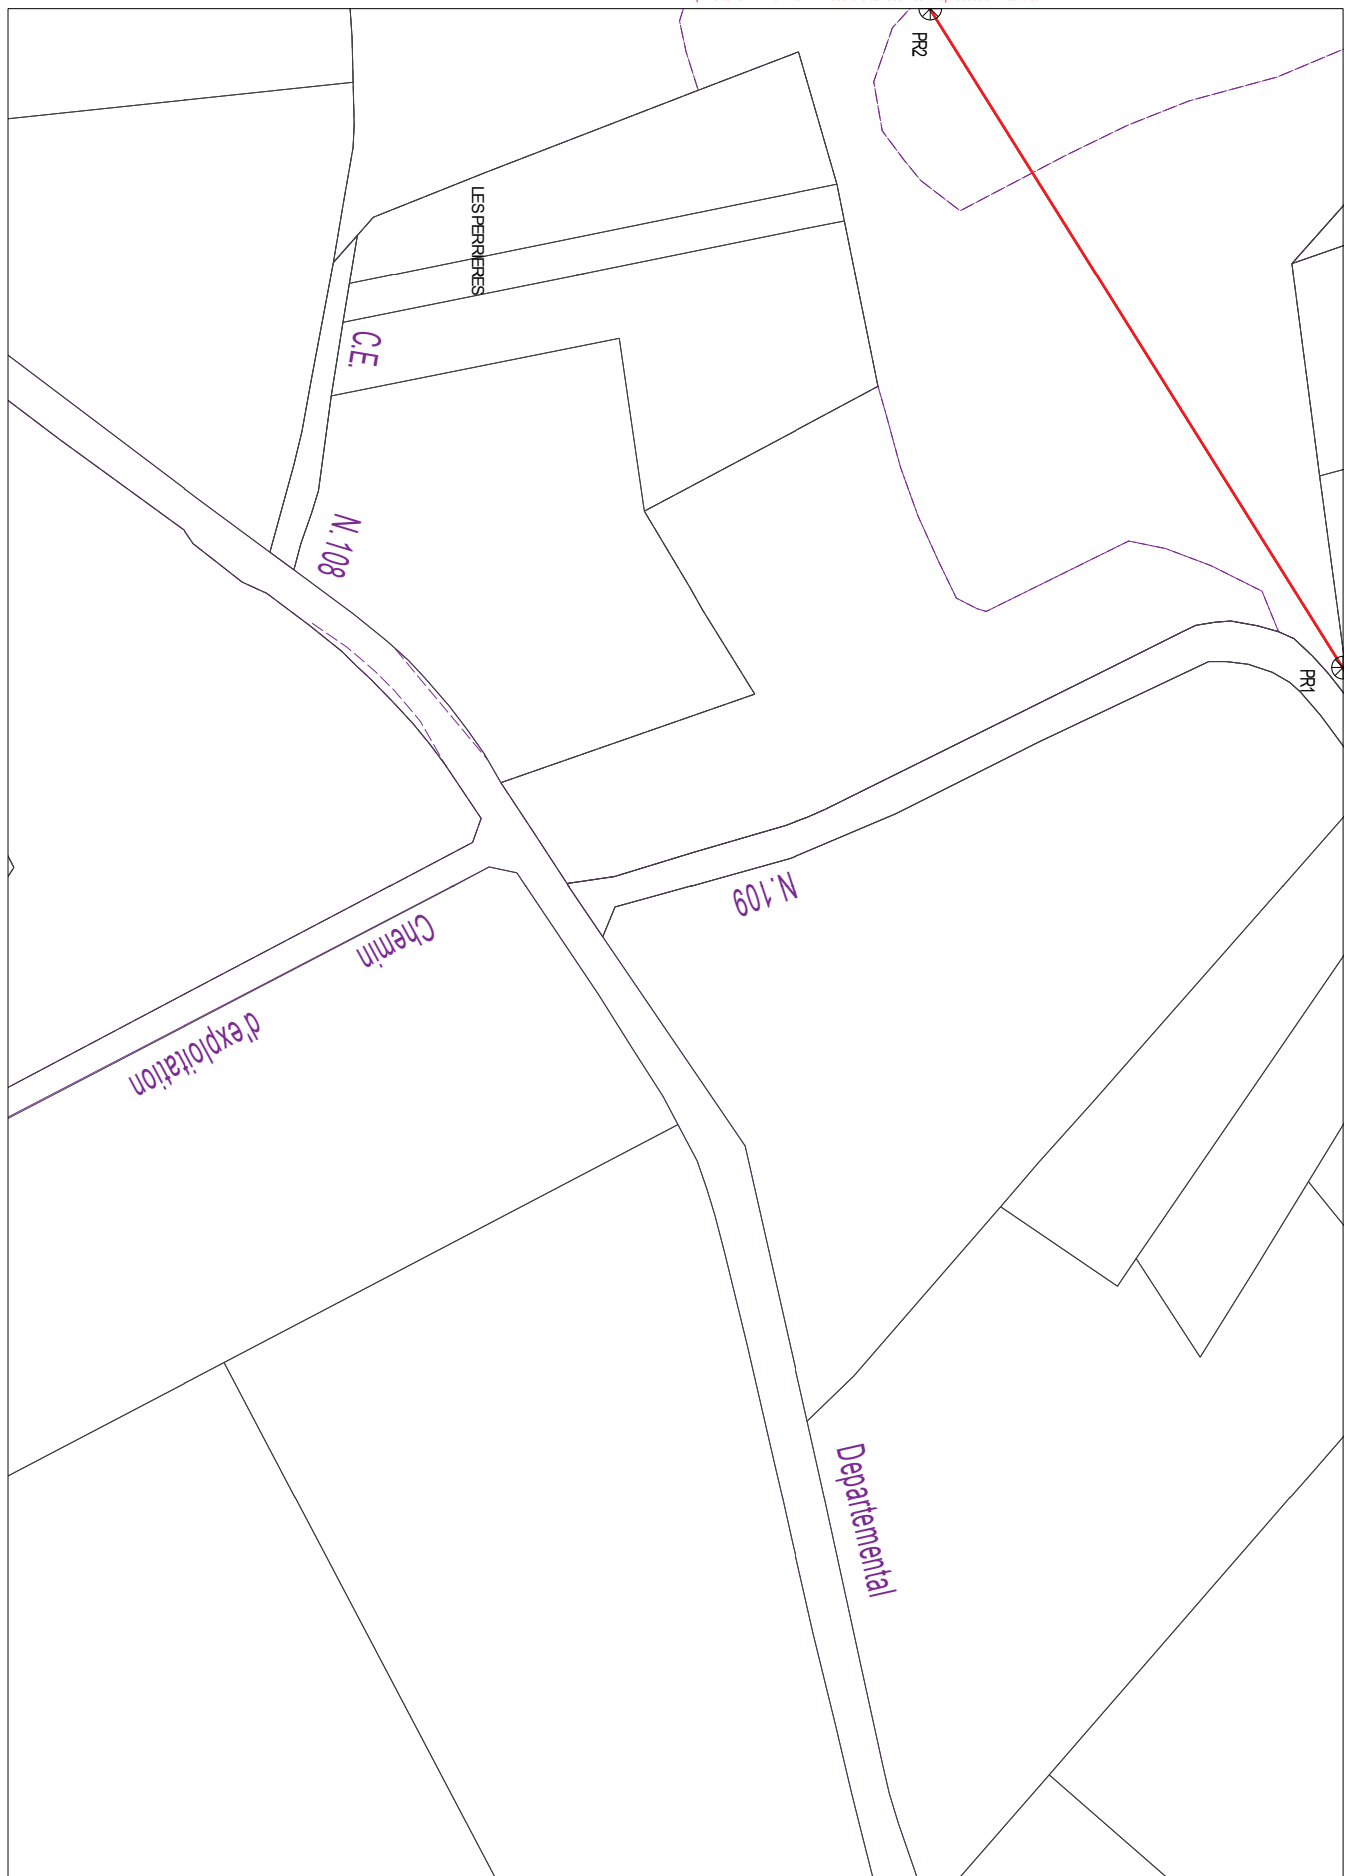 PR2
LES PERRIERES
C.E.
N.108
PR1
N.109
Chemin
d'exploitation
Departemental